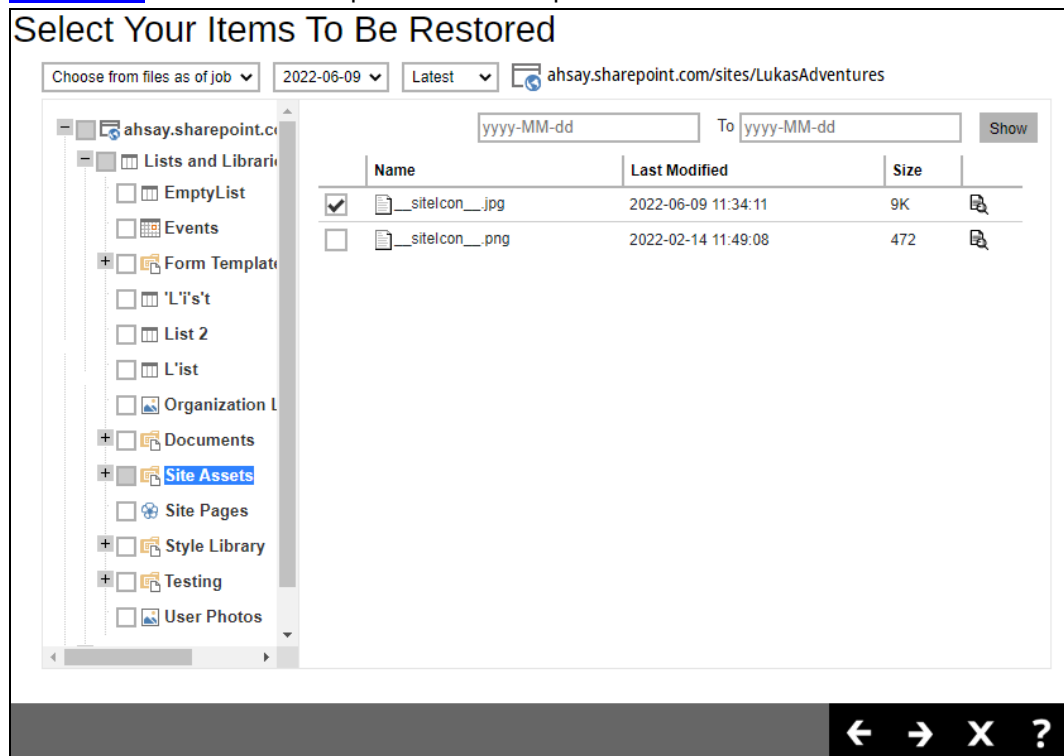 Select Your Items To Be Restored
Choose from files as of job 2022-06-09 Latest ahsay.sharepoint.com/sites/LukasAdventures
ahsay.sharepoint.c
yyyy-MM-dd To yyyy-MM-dd Show
Lists and Librari
Name Last Modified Size
EmptyList
__siteIcon__.jpg 2022-06-09 11:34:11 9K
Events
__siteIcon__.png 2022-02-14 11:49:08 472
Form Templat
'L'i's't
List 2
L'ist
Organization L
Documents
Site Assets
Site Pages
Style Library
Testing
User Photos
X ?